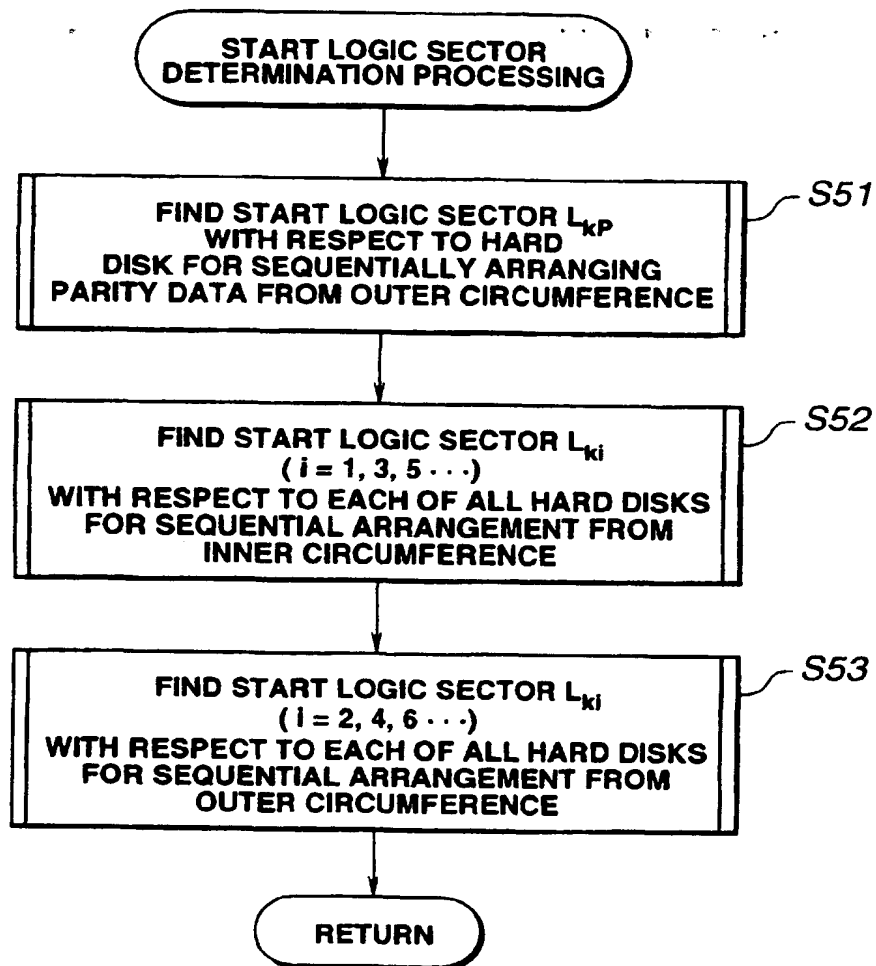 START LOGIC SECTOR
DETERMINATION PROCESSING
S51
FIND START LOGIC SECTOR LkP
WITH RESPECT TO HARD
DISK FOR SEQUENTIALLY ARRANGING
PARITY DATA FROM OUTER CIRCUMFERENCE
S52
FIND START LOGIC SECTOR Lki
( i = 1, 3, 5 · · ·)
WITH RESPECT TO EACH OF ALL HARD DISKS
FOR SEQUENTIAL ARRANGEMENT FROM
INNER CIRCUMFERENCE
S53
FIND START LOGIC SECTOR Lki
( i = 2, 4, 6 · · ·)
WITH RESPECT TO EACH OF ALL HARD DISKS
FOR SEQUENTIAL ARRANGEMENT FROM
OUTER CIRCUMFERENCE
RETURN